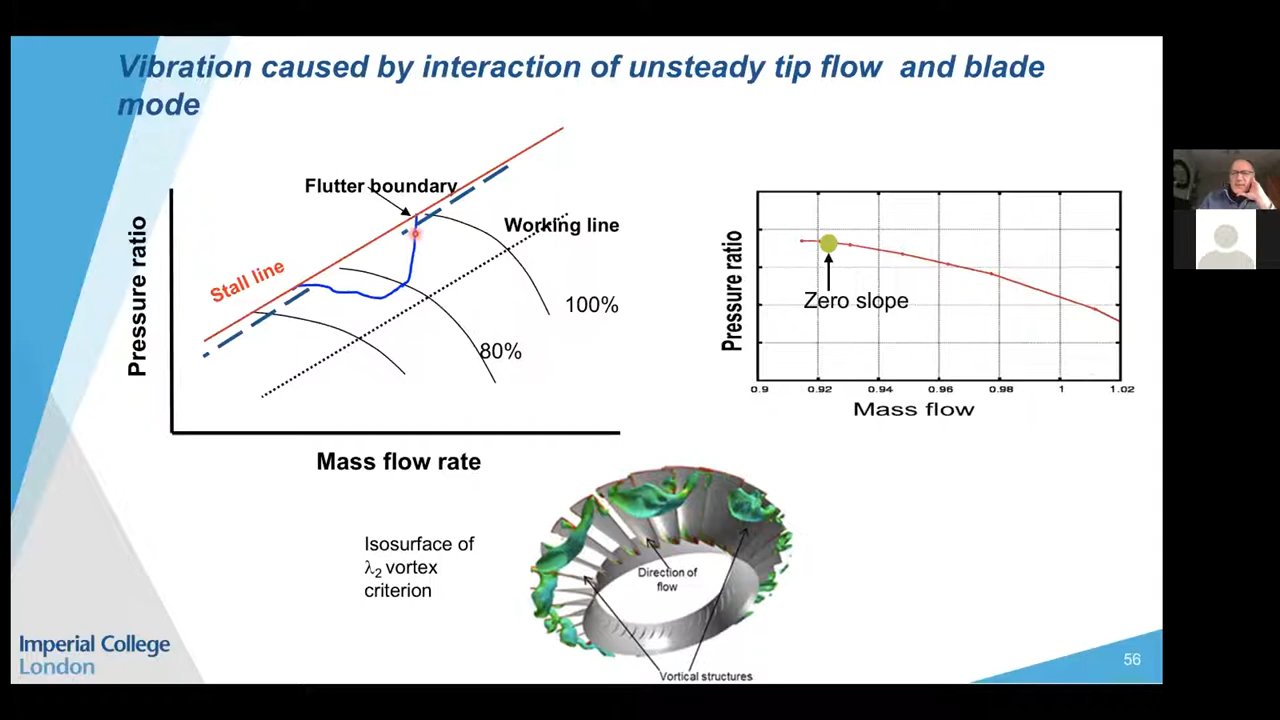 Vibration caused by interaction of unsteady tip flow and blade
mode
Flutter boundary
Working line
Stall line
Pressure ratio
100%
80%
Mass flow rate
Pressure ratio
Zero slope
0.9 0.92 0.94 0.96 0.98 1 1.02
Mass flow
Isosurface of
λ₂ vortex
criterion
Direction of
flow
Vortical structures
Imperial College
London
56